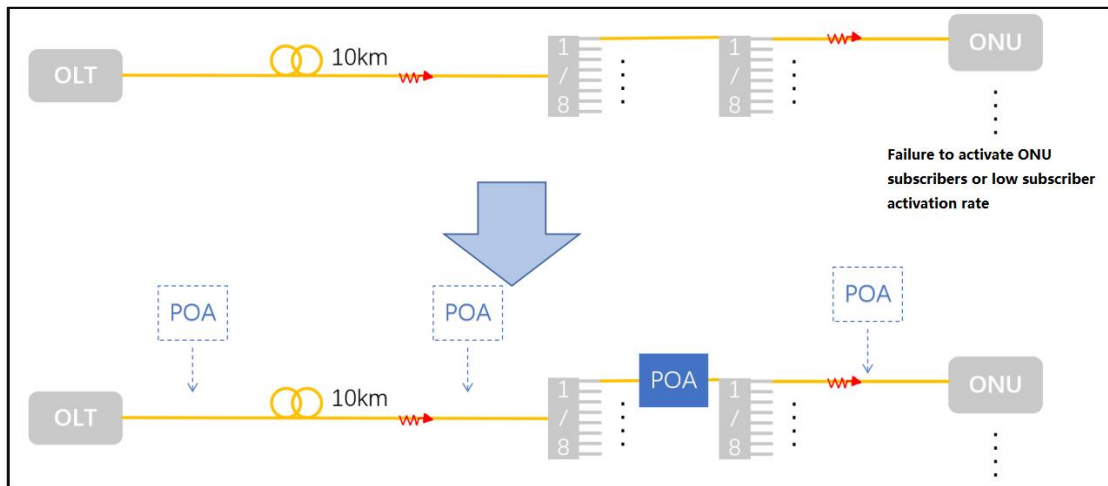 OLT
10km
1
/
8
1
/
8
ONU
Failure to activate ONU
subscribers or low subscriber
activation rate
POA
POA
POA
OLT
10km
1
/
8
POA
1
/
8
ONU